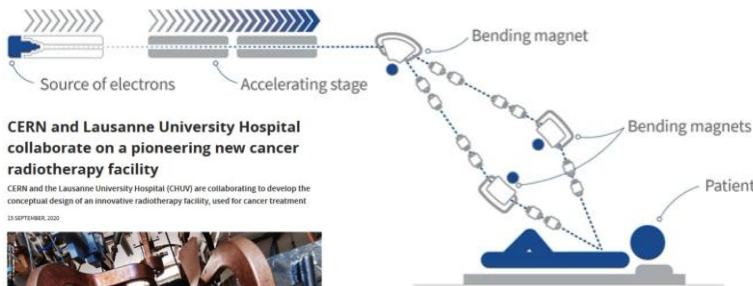 Bending magnet
Source of electrons
Accelerating stage
CERN and Lausanne University Hospital
collaborate on a pioneering new cancer
radiotherapy facility
CERN and the Lausanne University Hospital (CHUV) are collaborating to develop the
conceptual design of an innovative radiotherapy facility, used for cancer treatment
15 SEPTEMBER, 2020
Bending magnets
Patient